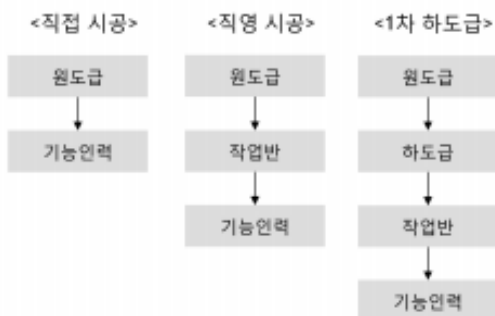 <직접 시공>
원도급
기능인력
<직영 시공>
원도급
작업반
기능인력
<1차 하도급>
원도급
하도급
작업반
기능인력